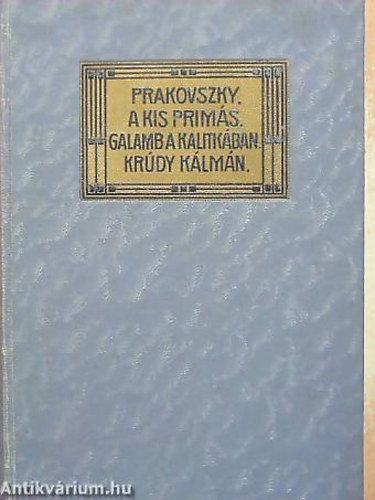 PRAKOVSZKY.
A KIS PRIMÁS.
GALAMB A KALITKÁBAN.
KRÚDY KÁLMÁN.
Antikvárium.hu